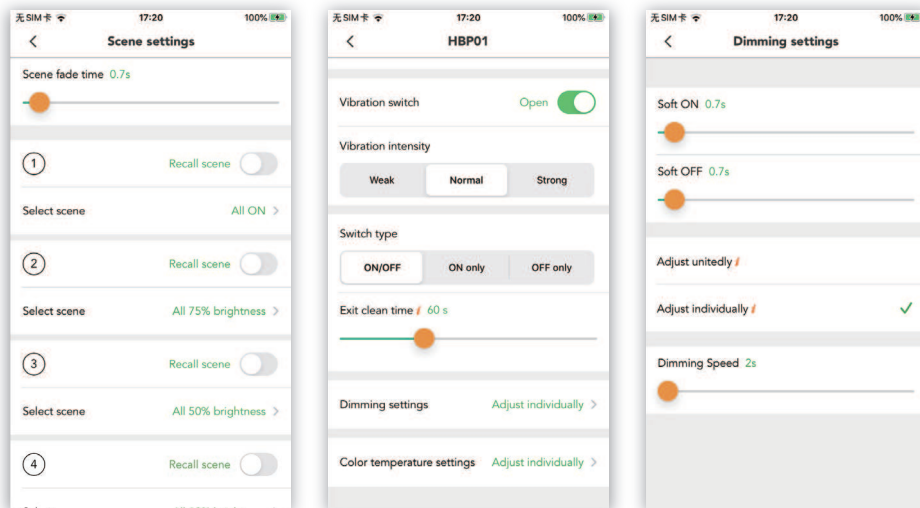 无SIM卡 17:20 100%
Scene settings
Scene fade time 0.7s
1 Recall scene
Select scene All ON
2 Recall scene
Select scene All 75% brightness
3 Recall scene
Select scene All 50% brightness
4 Recall scene
无SIM卡 17:20 100%
HBP01
Vibration switch Open
Vibration intensity
Weak Normal Strong
Switch type
ON/OFF ON only OFF only
Exit clean time i 60 s
Dimming settings Adjust individually
Color temperature settings Adjust individually
无SIM卡 17:20 100%
Dimming settings
Soft ON 0.7s
Soft OFF 0.7s
Adjust unitedly i
Adjust individually i
Dimming Speed 2s